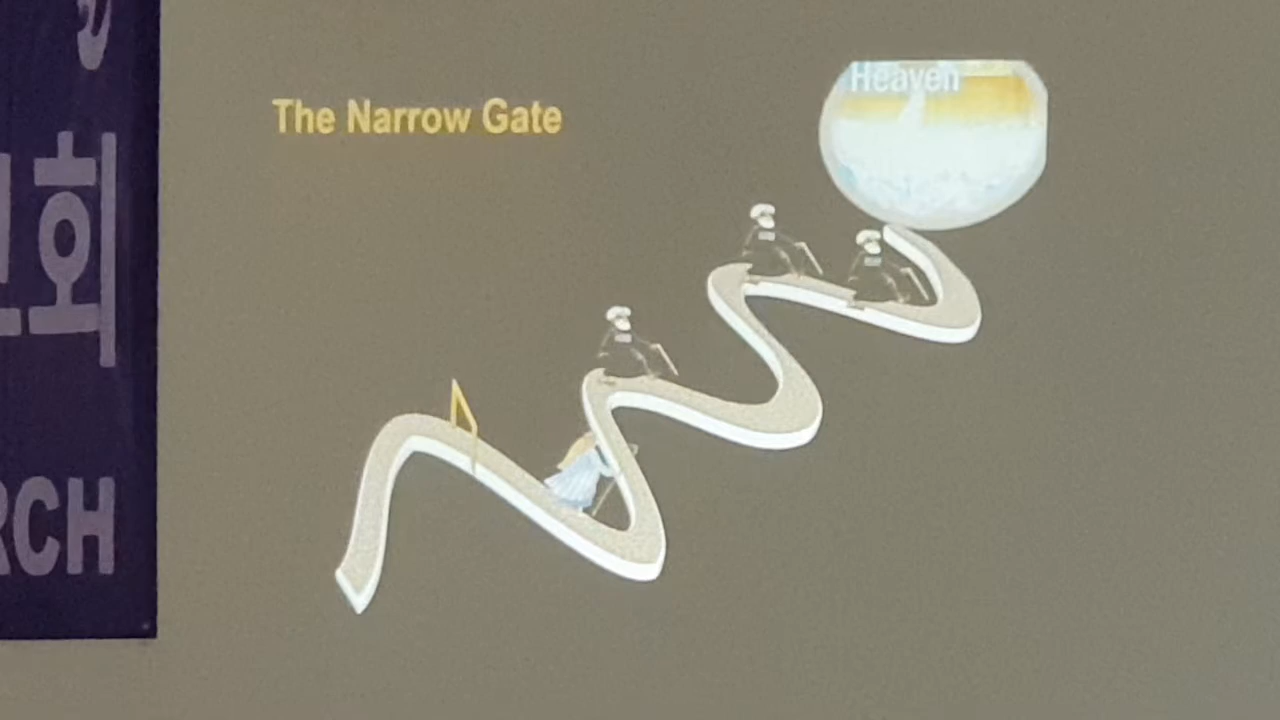 The Narrow Gate
Heaven
회
RCH